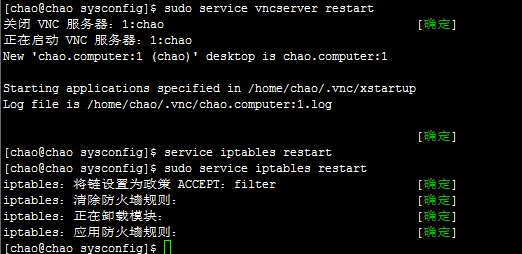 [chao@chao sysconfig]$ sudo service vncserver restart
关闭 VNC 服务器：1:chao [确定]
正在启动 VNC 服务器：1:chao
New 'chao.computer:1 (chao)' desktop is chao.computer:1
Starting applications specified in /home/chao/.vnc/xstartup
Log file is /home/chao/.vnc/chao.computer:1.log
[确定]
[chao@chao sysconfig]$ service iptables restart
[chao@chao sysconfig]$ sudo service iptables restart
iptables：将链设置为政策 ACCEPT：filter [确定]
iptables：清除防火墙规则： [确定]
iptables：正在卸载模块： [确定]
iptables：应用防火墙规则： [确定]
[chao@chao sysconfig]$